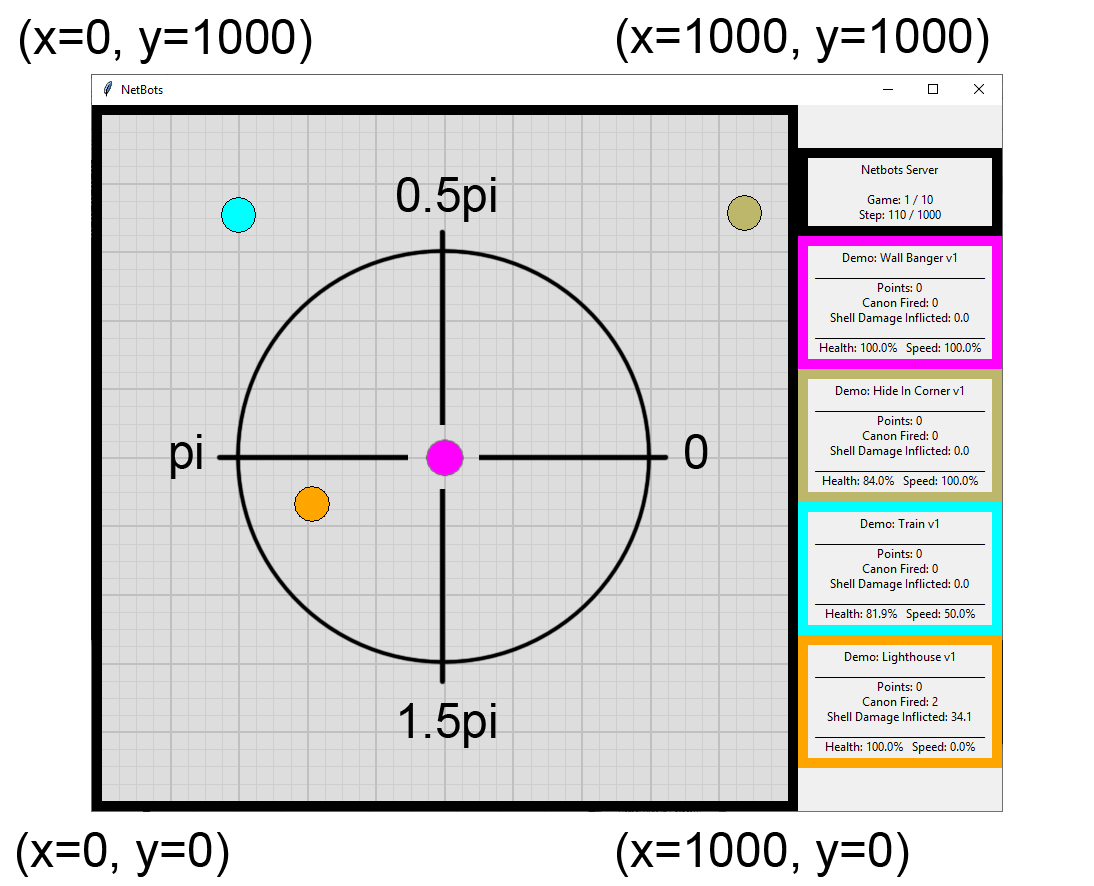 (x=0, y=1000)
(x=1000, y=1000)
NetBots
0.5pi
pi
0
1.5pi
Netbots Server
Game: 1 / 10
Step: 110 / 1000
Demo: Wall Banger v1
Points: 0
Canon Fired: 0
Shell Damage Inflicted: 0.0
Health: 100.0% Speed: 100.0%
Demo: Hide In Corner v1
Points: 0
Canon Fired: 0
Shell Damage Inflicted: 0.0
Health: 84.0% Speed: 100.0%
Demo: Train v1
Points: 0
Canon Fired: 0
Shell Damage Inflicted: 0.0
Health: 81.9% Speed: 50.0%
Demo: Lighthouse v1
Points: 0
Canon Fired: 2
Shell Damage Inflicted: 34.1
Health: 100.0% Speed: 0.0%
(x=0, y=0)
(x=1000, y=0)